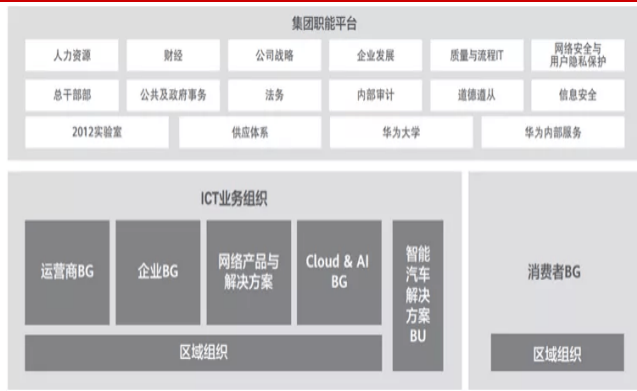 集团职能平台
人力资源
财经
公司战略
企业发展
质量与流程IT
网络安全与
用户隐私保护
总干部部
公共及政府事务
法务
内部审计
道德遵从
信息安全
2012实验室
供应体系
华为大学
华为内部服务
ICT业务组织
运营商BG
企业BG
网络产品与
解决方案
Cloud & AI
BG
智能
汽车
解决
方案
BU
区域组织
消费者BG
区域组织